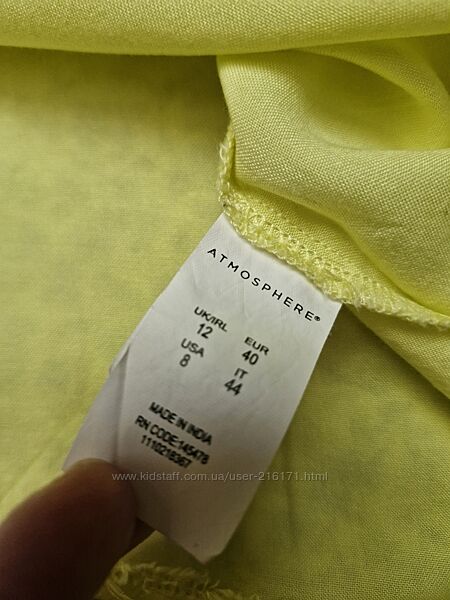 ATMOSPHERE®
UK/IRL EUR
12 40
USA IT
8 44
MADE IN INDIA
RN CODE:145478
1110218367
www.kidstaff.com.ua/user-216171.html